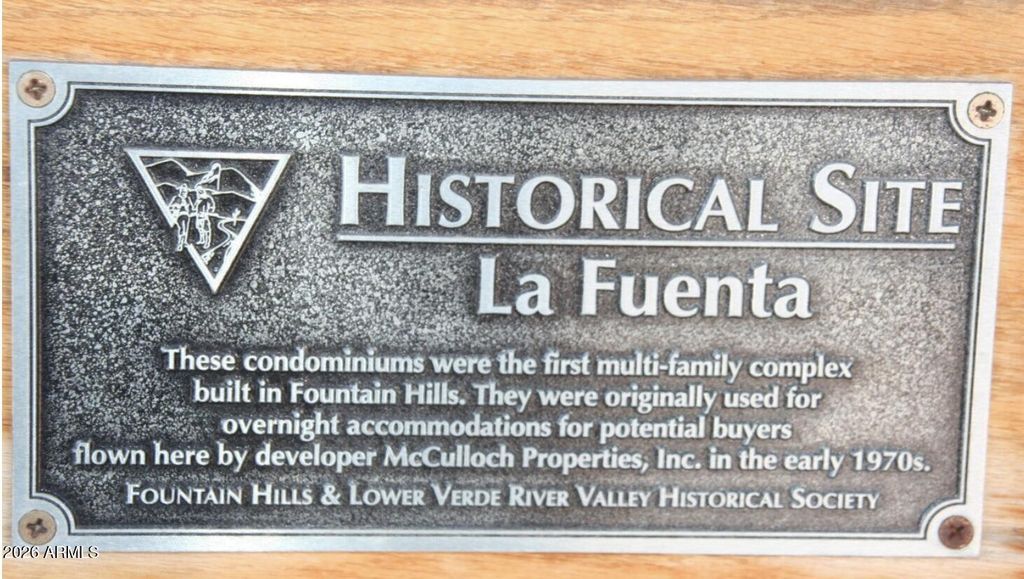 HISTORICAL SITE
La Fuenta
These condominiums were the first multi-family complex
built in Fountain Hills. They were originally used for
overnight accommodations for potential buyers
flown here by developer McCulloch Properties, Inc. in the early 1970s.
FOUNTAIN HILLS & LOWER VERDE RIVER VALLEY HISTORICAL SOCIETY
2026 ARMLS